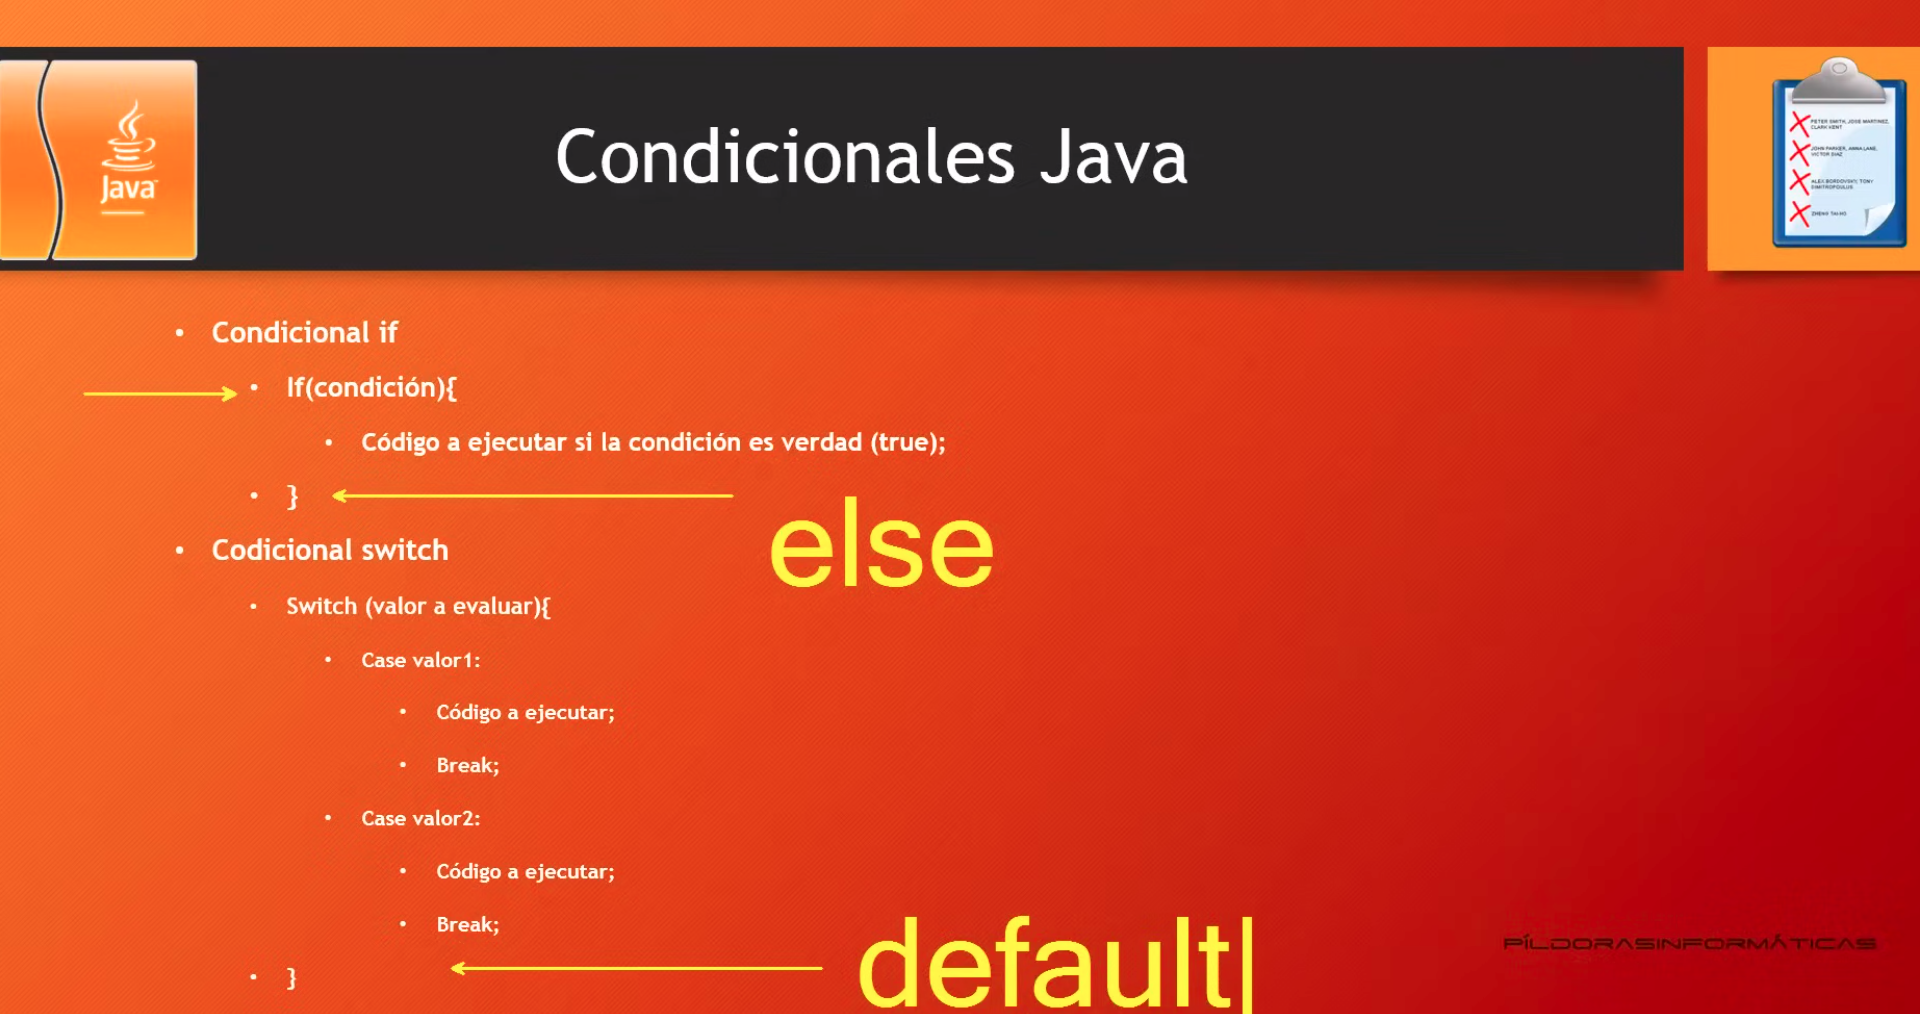 Condicionales Java
Java
PETER SMITH, JOSE MARTINEZ,
CLARK KENT
JOHN PARKER, ANNA LANE,
VICTOR DIAZ
ALEX BORDOVSKY, TONY
DIMITROPOULUS
• Condicional if
• If(condición){
• Código a ejecutar si la condición es verdad (true);
• }
else
• Codicional switch
• Switch (valor a evaluar){
• Case valor1:
• Código a ejecutar;
• Break;
• Case valor2:
• Código a ejecutar;
• Break;
• }
default
PÍLDORASINFORMÁTICAS